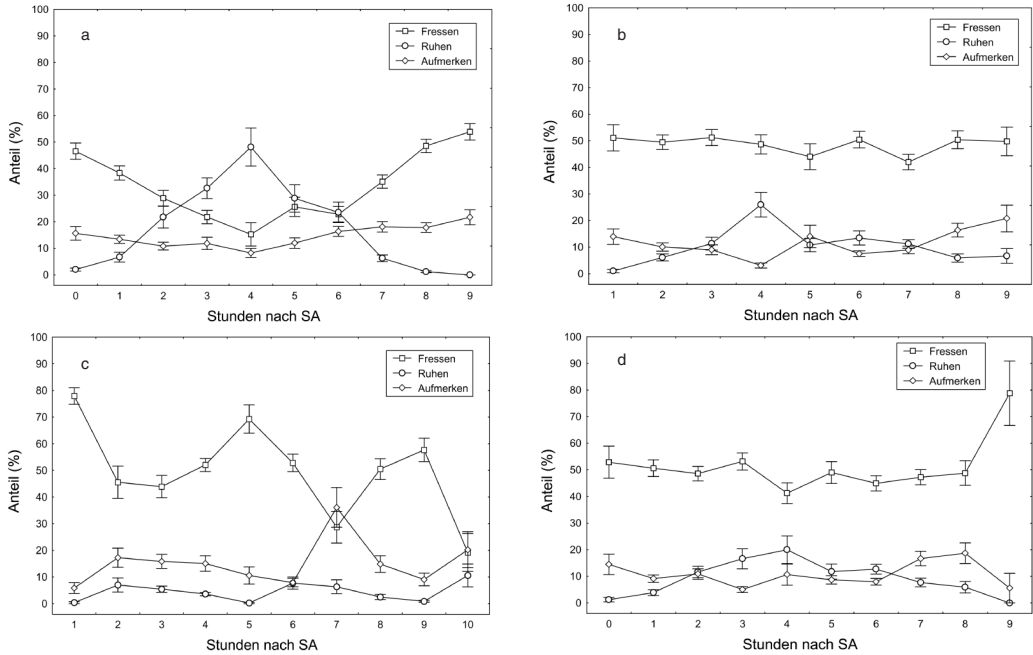 a
Fressen
Ruhen
Aufmerken
Anteil (%)
100
90
80
70
60
50
40
30
20
10
0
0 1 2 3 4 5 6 7 8 9
Stunden nach SA
b
Fressen
Ruhen
Aufmerken
Anteil (%)
100
90
80
70
60
50
40
30
20
10
0
1 2 3 4 5 6 7 8 9
Stunden nach SA
c
Fressen
Ruhen
Aufmerken
Anteil (%)
100
90
80
70
60
50
40
30
20
10
0
1 2 3 4 5 6 7 8 9 10
Stunden nach SA
d
Fressen
Ruhen
Aufmerken
Anteil (%)
100
90
80
70
60
50
40
30
20
10
0
0 1 2 3 4 5 6 7 8 9
Stunden nach SA